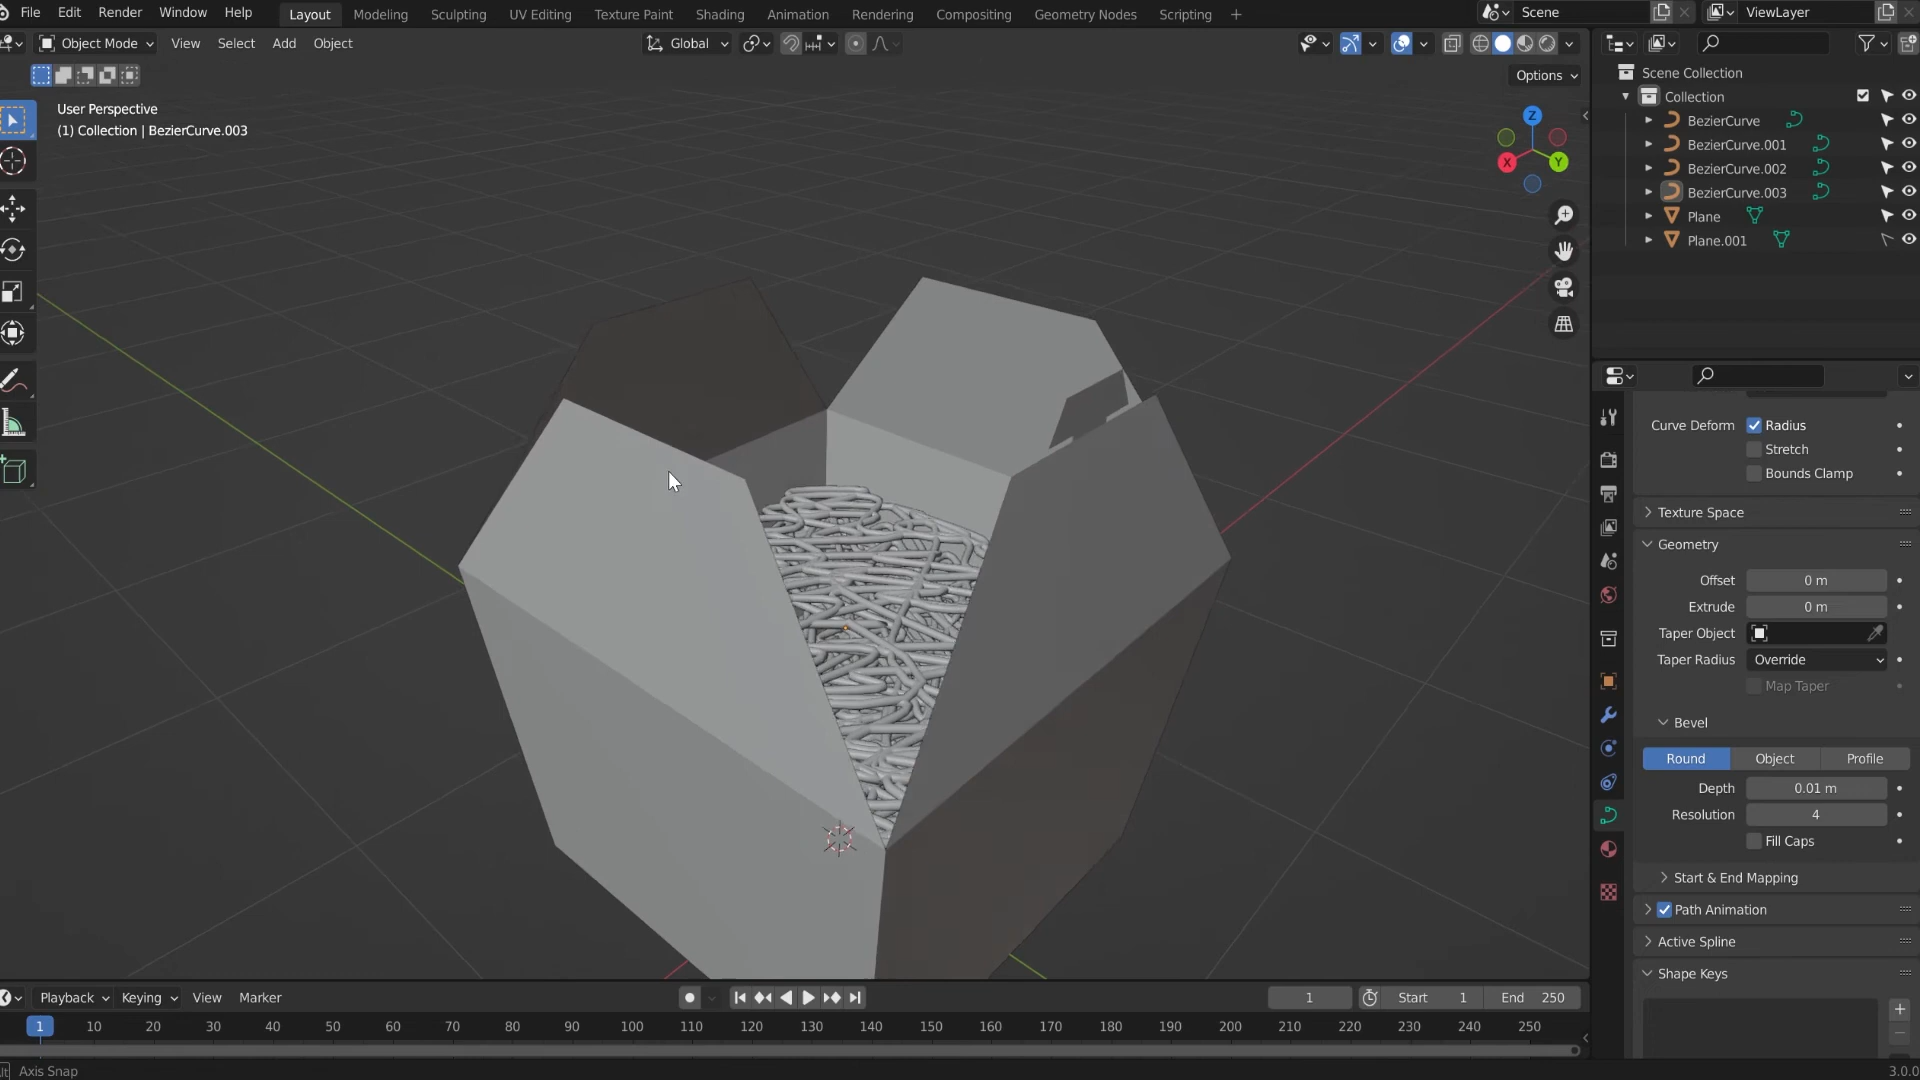 File Edit Render Window Help Layout Modeling Sculpting UV Editing Texture Paint Shading Animation Rendering Compositing Geometry Nodes Scripting + Scene ViewLayer
Object Mode View Select Add Object Global
Options
User Perspective
(1) Collection | BezierCurve.003
Z
X
Y
Scene Collection
Collection
BezierCurve
BezierCurve.001
BezierCurve.002
BezierCurve.003
Plane
Plane.001
Curve Deform Radius
Stretch
Bounds Clamp
Texture Space
Geometry
Offset 0 m
Extrude 0 m
Taper Object
Taper Radius Override
Map Taper
Bevel
Round Object Profile
Depth 0.01 m
Resolution 4
Fill Caps
Start & End Mapping
Path Animation
Active Spline
Shape Keys
Playback Keying View Marker 1 Start 1 End 250
1 10 20 30 40 50 60 70 80 90 100 110 120 130 140 150 160 170 180 190 200 210 220 230 240 250
Axis Snap
3.0.0